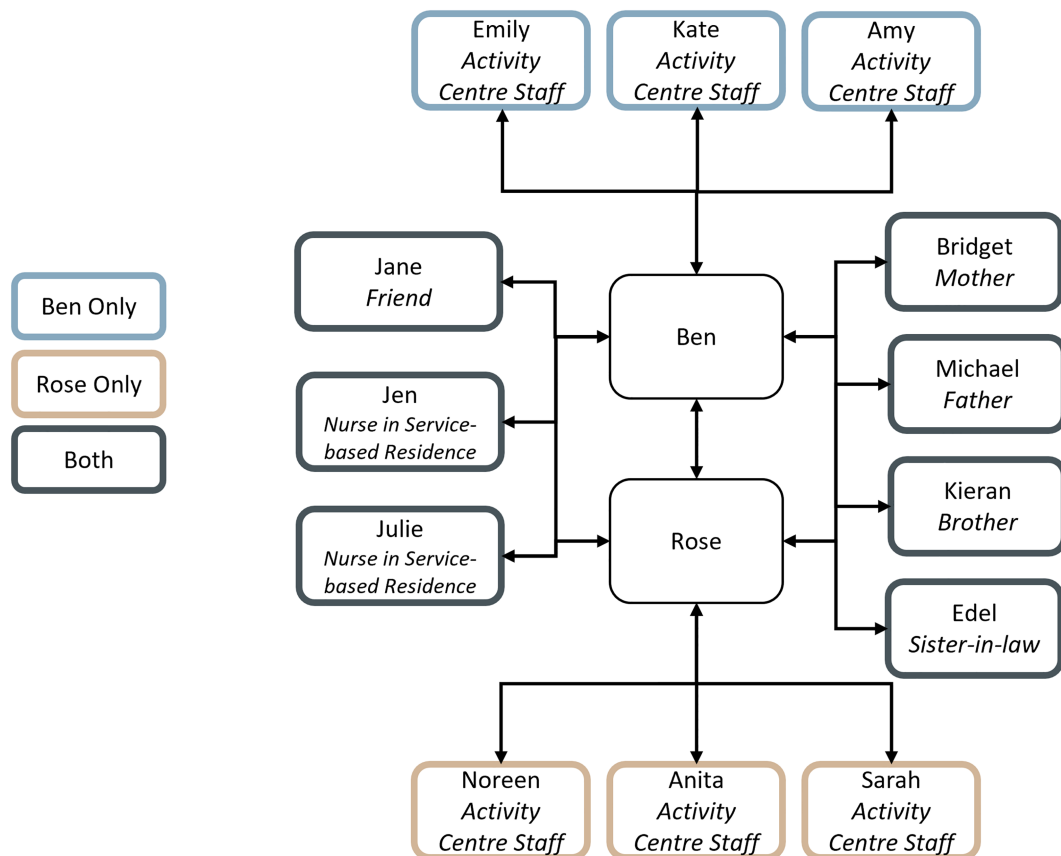 Emily
Activity
Centre Staff
Kate
Activity
Centre Staff
Amy
Activity
Centre Staff
Ben Only
Rose Only
Both
Jane
Friend
Jen
Nurse in Service-
based Residence
Julie
Nurse in Service-
based Residence
Ben
Rose
Bridget
Mother
Michael
Father
Kieran
Brother
Edel
Sister-in-law
Noreen
Activity
Centre Staff
Anita
Activity
Centre Staff
Sarah
Activity
Centre Staff